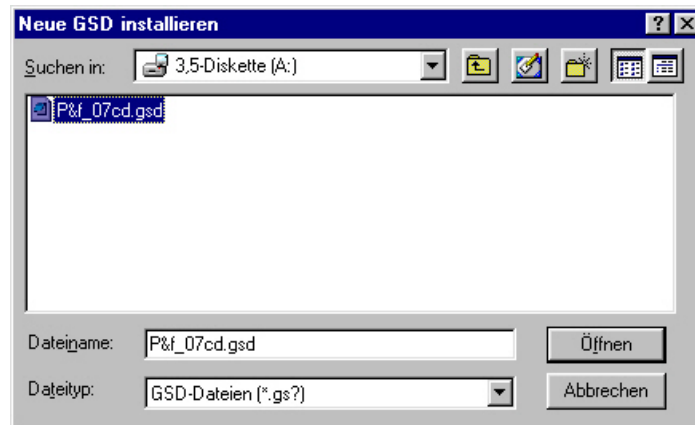 Neue GSD installieren
Suchen in: 3,5-Diskette (A:)
P&f_07cd.gsd
Dateiname: P&f_07cd.gsd Öffnen
Dateityp: GSD-Dateien (*.gs?) Abbrechen